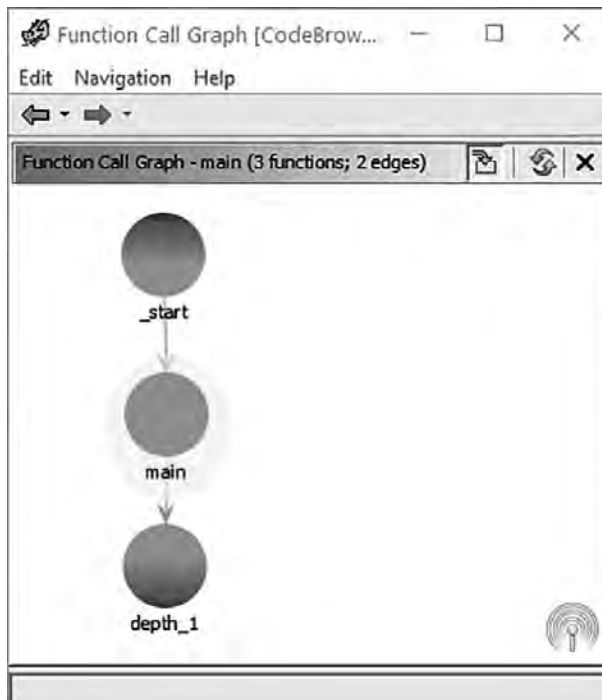 Function Call Graph [CodeBrow...
Edit Navigation Help
Function Call Graph - main (3 functions; 2 edges)
_start
main
depth_1